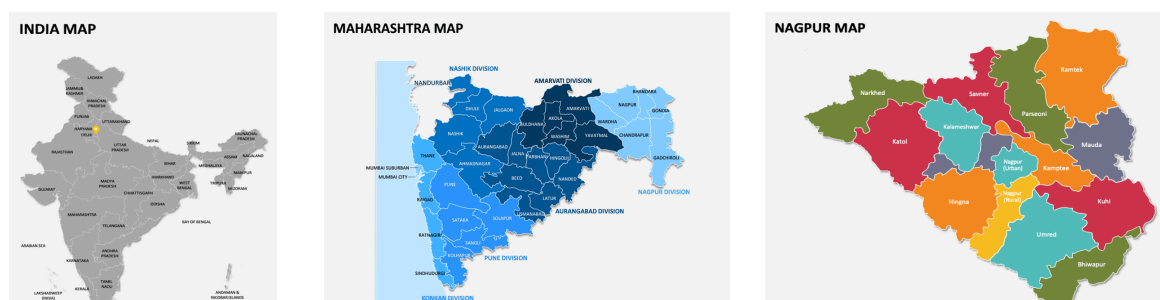 INDIA MAP
LADAKH
JAMMU &
KASHMIR
HIMACHAL
PRADESH
PUNJAB
UTTARAKHAND
HARYANA
DELHI
RAJASTHAN
UTTAR
PRADESH
NEPAL
SIKKIM
ARUNACHAL
PRADESH
ASSAM
NAGALAND
MEGHALAYA
MANIPUR
TRIPURA
MIZORAM
BIHAR
JHARKHAND
WEST
BENGAL
GUJARAT
MADYA
PRADESH
CHHATTISGARH
ODISHA
MAHARASHTRA
BAY OF BENGAL
TELANGANA
ARABIAN SEA
ANDHRA
PRADESH
KARNATAKA
TAMIL
NADU
LAKSHADWEEP
(INDIA)
ANDAMAN &
NICOBAR ISLANDS
MAHARASHTRA MAP
NASHIK DIVISION
NANDURBAR
AMARVATI DIVISION
BHANDARA
DHULE
JALGAON
AKOLA
AMARVATI
NAGPUR
GONDIA
BULDHANA
WARDHA
NASHIK
WASHIM
YAVATMAL
CHANDRAPUR
AURANGABAD
JALNA
PARBHANI
HINGOLI
THANE
AHMADNAGAR
GADCHIROLI
MUMBAI SUBURBAN
MUMBAI CITY
BEED
NANDED
PUNE
NAGPUR DIVISION
RAIGAD
LATUR
OSMANABAD
AURANGABAD DIVISION
SATARA
SOLAPUR
RATNAGIRI
SANGLI
KOLHAPUR
PUNE DIVISION
SINDHUDURG
KONKAN DIVISION
NAGPUR MAP
Ramtek
Narkhed
Savner
Parseoni
Kalameshwar
Katol
Mauda
Nagpur
(Urban)
Kamptee
Nagpur
(Rural)
Hingna
Kuhi
Umred
Bhiwapur